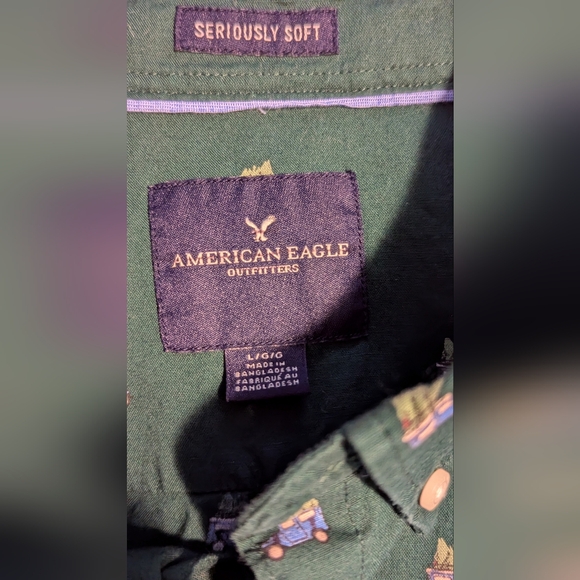 SERIOUSLY SOFT
AMERICAN EAGLE
OUTFITTERS
L/G/G
MADE IN
BANGLADESH
FABRIQUÉ AU
BANGLADESH